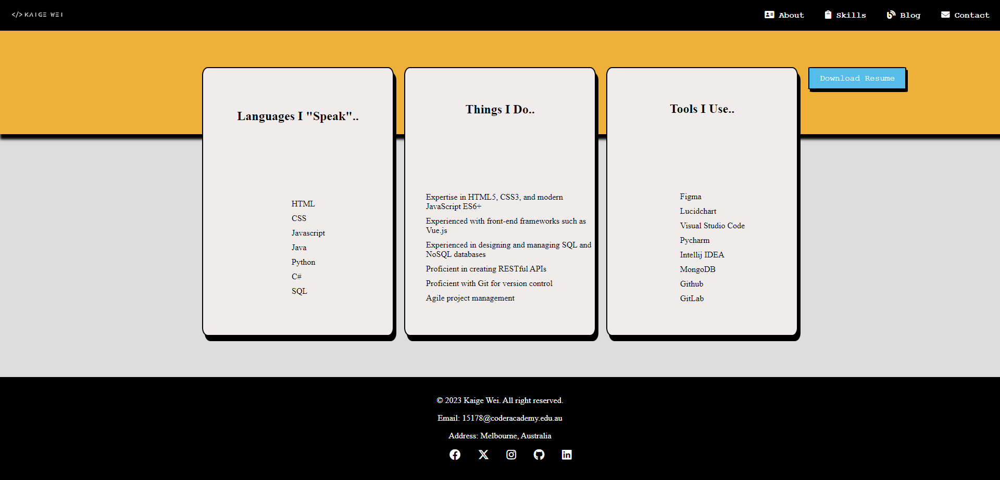 </> KAIGE WEI
About
Skills
Blog
Contact
Languages I "Speak"..
HTML
CSS
Javascript
Java
Python
C#
SQL
Things I Do..
Expertise in HTML5, CSS3, and modern
JavaScript ES6+
Experienced with front-end frameworks such as
Vue.js
Experienced in designing and managing SQL and
NoSQL databases
Proficient in creating RESTful APIs
Proficient with Git for version control
Agile project management
Tools I Use..
Figma
Lucidchart
Visual Studio Code
Pycharm
Intellij IDEA
MongoDB
Github
GitLab
Download Resume
© 2023 Kaige Wei. All right reserved.
Email: 15178@coderacademy.edu.au
Address: Melbourne, Australia